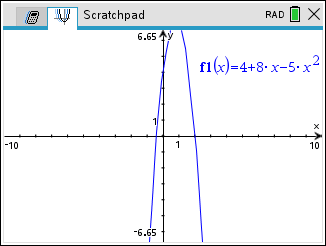 Scratchpad RAD
6.65 y
f1(x)=4+8·x−5·x²
1
x
-10 1 10
-6.65